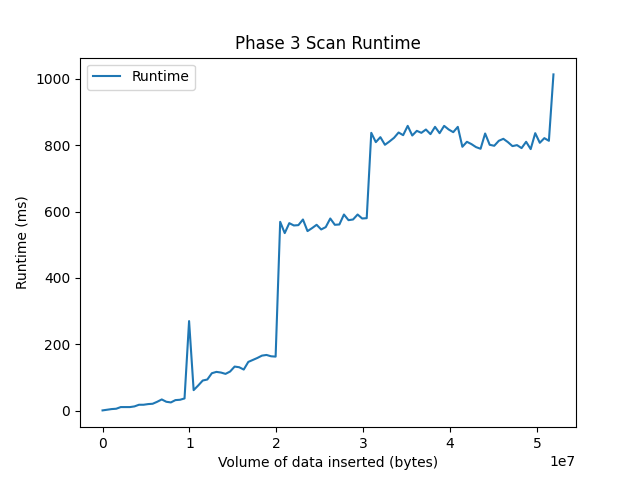 Phase 3 Scan Runtime
Runtime
Runtime (ms)
1000
800
600
400
200
0
0 1 2 3 4 5
1e7
Volume of data inserted (bytes)